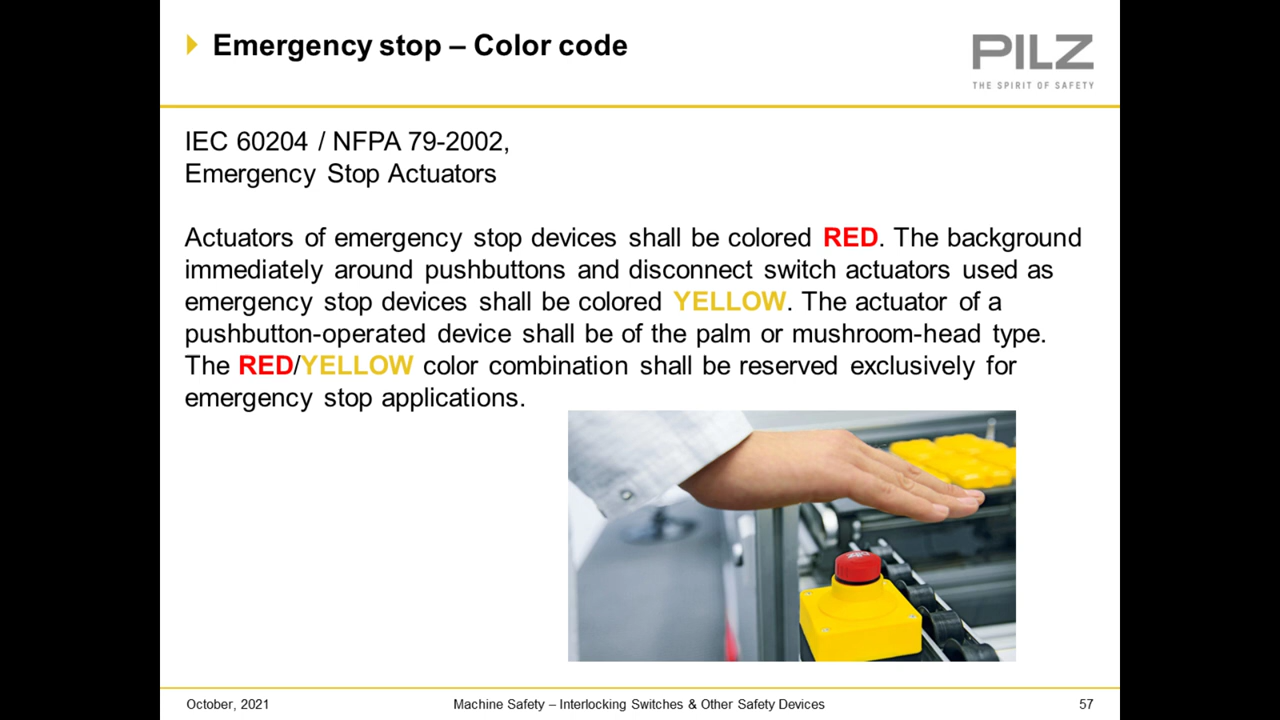 Emergency stop – Color code
PILZ
THE SPIRIT OF SAFETY
IEC 60204 / NFPA 79-2002,
Emergency Stop Actuators
Actuators of emergency stop devices shall be colored RED. The background
immediately around pushbuttons and disconnect switch actuators used as
emergency stop devices shall be colored YELLOW. The actuator of a
pushbutton-operated device shall be of the palm or mushroom-head type.
The RED/YELLOW color combination shall be reserved exclusively for
emergency stop applications.
October, 2021
Machine Safety – Interlocking Switches & Other Safety Devices
57